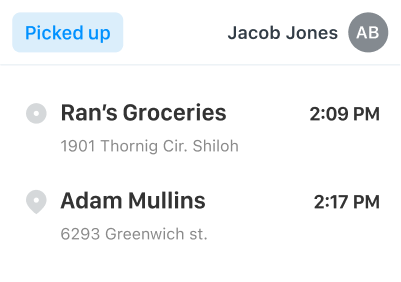 Picked up
Jacob Jones AB
Ran’s Groceries 2:09 PM
1901 Thornig Cir. Shiloh
Adam Mullins 2:17 PM
6293 Greenwich st.